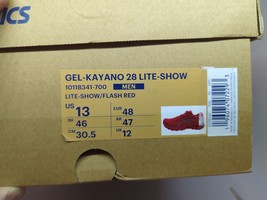 ICS
GEL-KAYANO 28 LITE-SHOW
1011B341-700 MEN
LITE-SHOW/FLASH RED
US 13 EUR 48
BR 46 AR 47
CM 30.5 UK 12